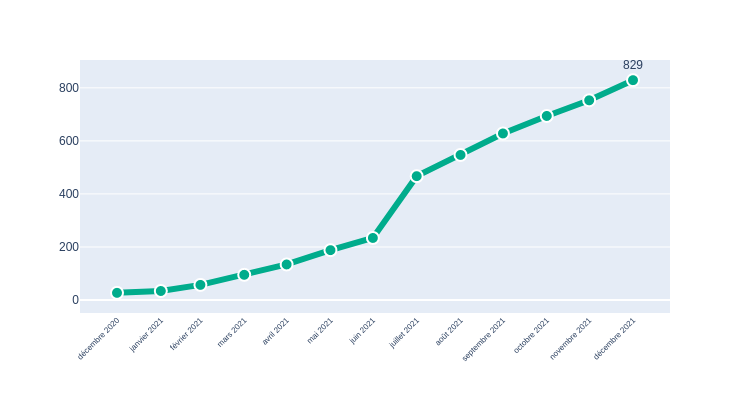 829
800
600
400
200
0
décembre 2020
janvier 2021
février 2021
mars 2021
avril 2021
mai 2021
juin 2021
juillet 2021
août 2021
septembre 2021
octobre 2021
novembre 2021
décembre 2021